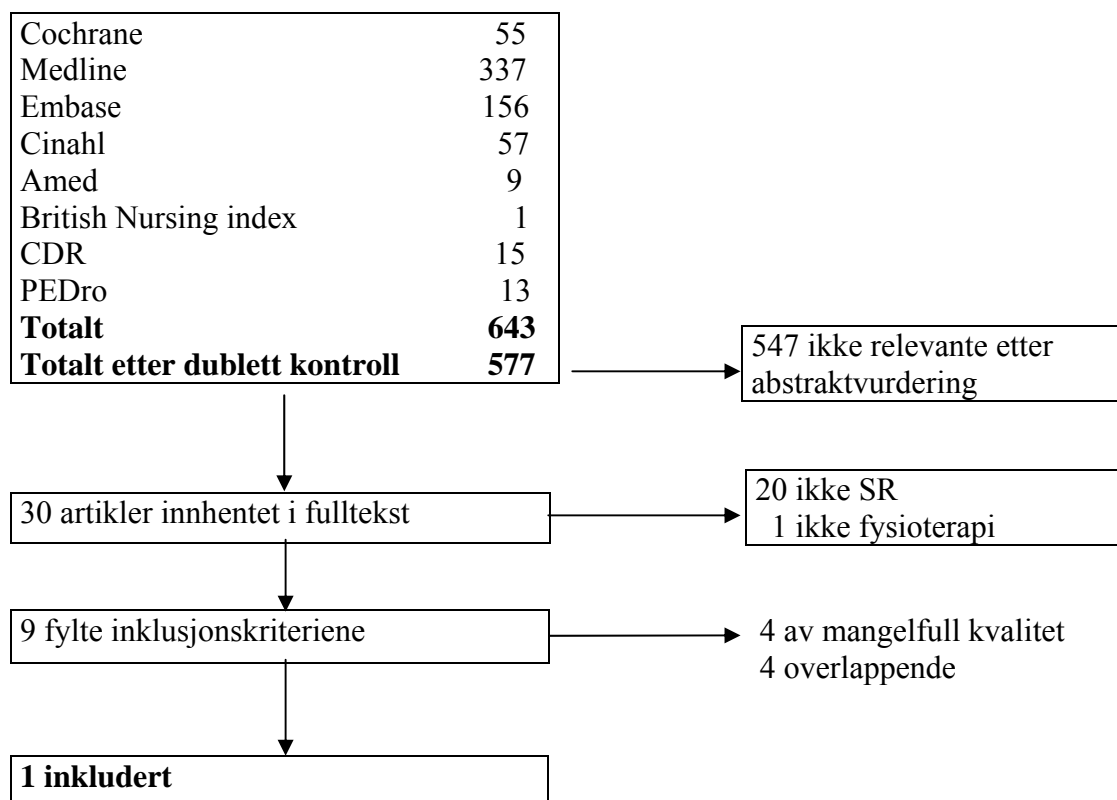 Cochrane 55
Medline 337
Embase 156
Cinahl 57
Amed 9
British Nursing index 1
CDR 15
PEDro 13
Totalt 643
Totalt etter dublett kontroll 577
547 ikke relevante etter
abstraktvurdering
30 artikler innhentet i fulltekst
20 ikke SR
1 ikke fysioterapi
9 fylte inklusjonskriteriene
4 av mangelfull kvalitet
4 overlappende
1 inkludert